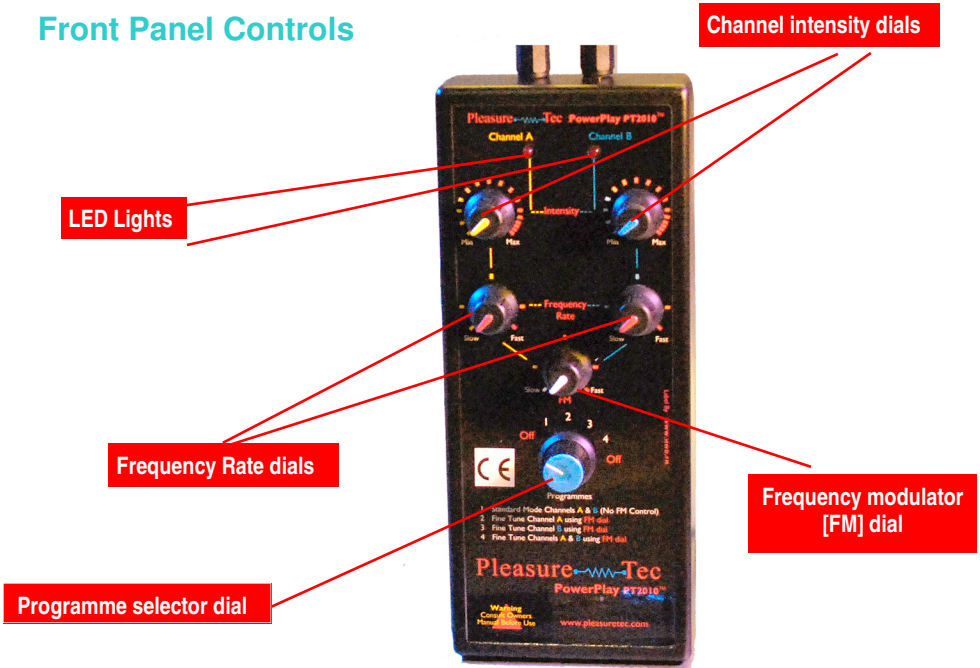 Front Panel Controls
Channel intensity dials
Pleasure Tec PowerPlay PT2010™
Channel A
Channel B
LED Lights
Intensity
Min
Max
Min
Max
Frequency
Rate
Slow
Fast
Slow
Fast
Slow
Fast
FM
Off
1
2
3
4
Off
Frequency Rate dials
CE
Programmes
1 Standard Mode Channels A & B (No FM Control)
2 Fine Tune Channel A using FM dial
3 Fine Tune Channel B using FM dial
4 Fine Tune Channels A & B using FM dial
Frequency modulator
[FM] dial
Pleasure Tec
PowerPlay PT2010™
Programme selector dial
Warning
Consult Owners
Manual Before Use
www.pleasuretec.com